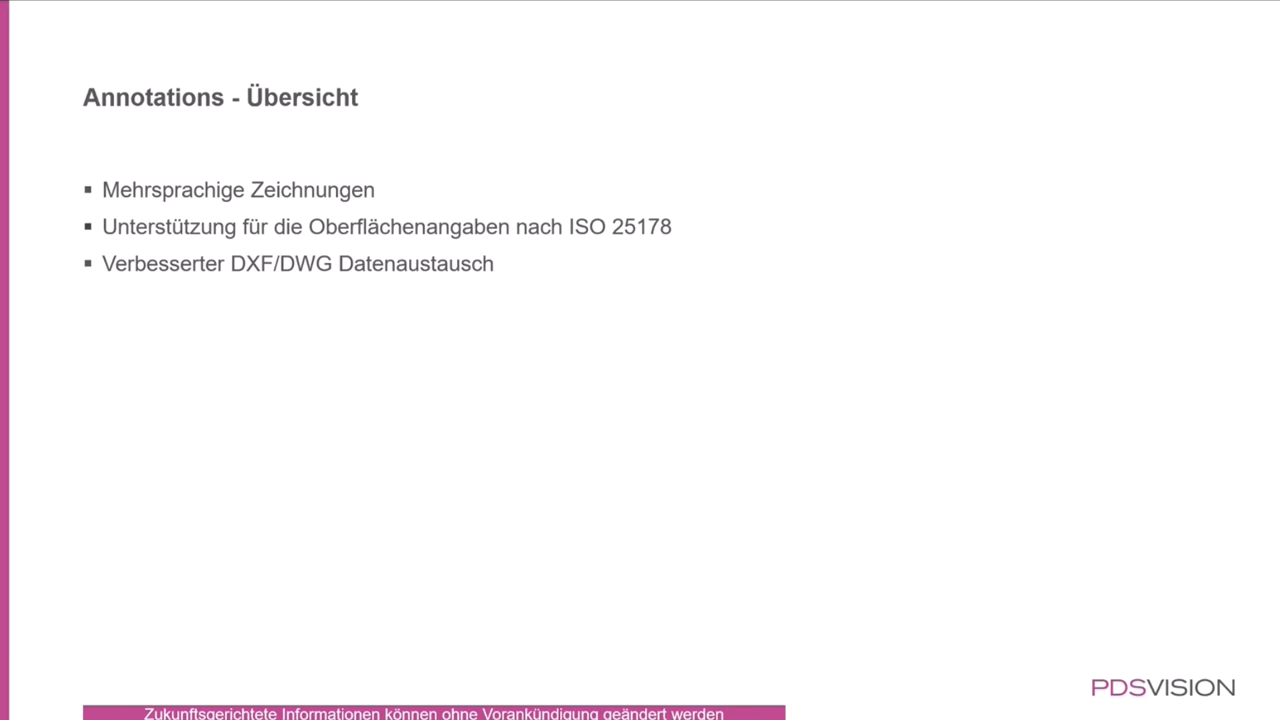 Annotations - Übersicht
▪ Mehrsprachige Zeichnungen
▪ Unterstützung für die Oberflächenangaben nach ISO 25178
▪ Verbesserter DXF/DWG Datenaustausch
PDSVISION
Zukunftsgerichtete Informationen können ohne Vorankündigung geändert werden